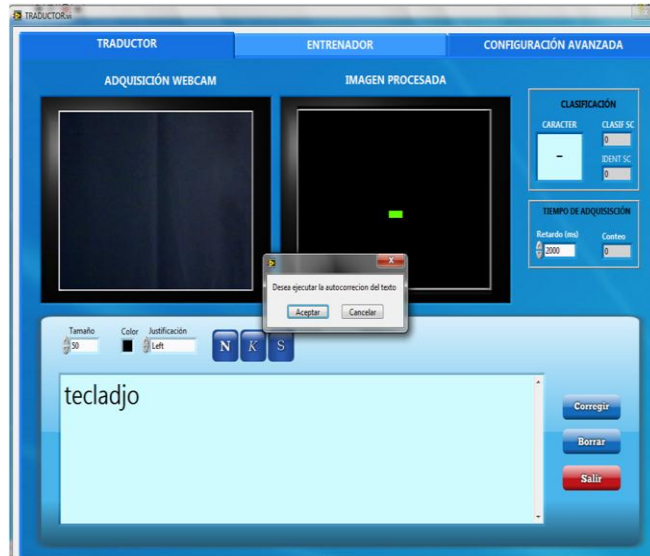 TRADUCTOR.vi
TRADUCTOR
ENTRENADOR
CONFIGURACIÓN AVANZADA
ADQUISICIÓN WEBCAM
IMAGEN PROCESADA
CLASIFICACIÓN
CARACTER
CLASIF SC
0
-
IDENT SC
0
TIEMPO DE ADQUISISCIÓN
Retardo (ms)
Conteo
2000
0
Desea ejecutar la autocorrecion del texto
Aceptar
Cancelar
Tamaño
Color
Justificación
50
Left
N
K
S
tecladjo
Corregir
Borrar
Salir